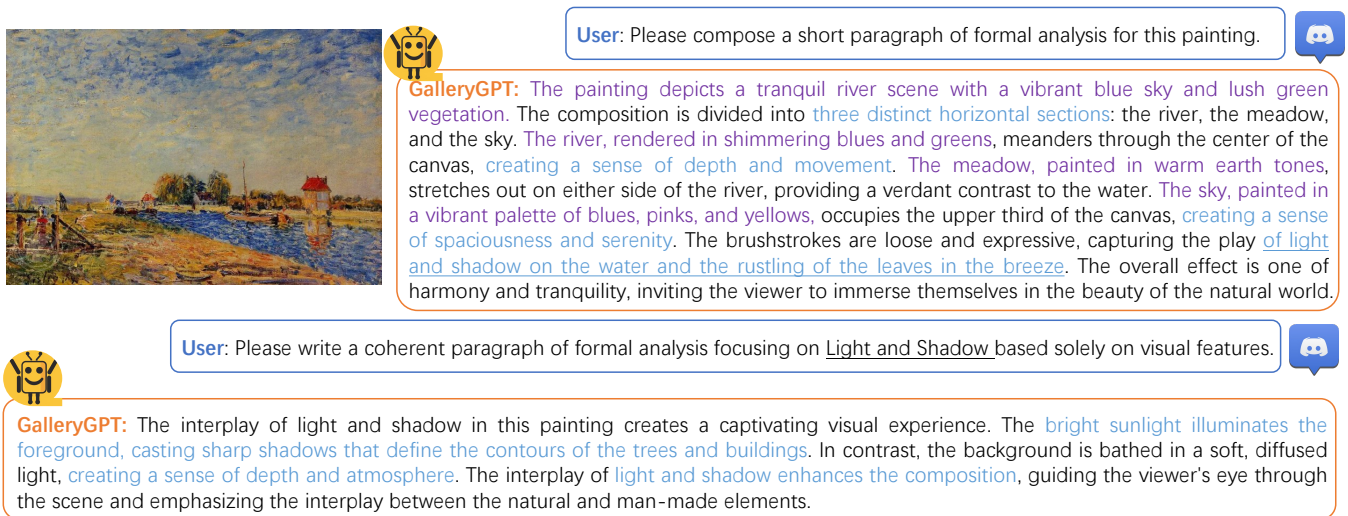 User: Please compose a short paragraph of formal analysis for this painting.
GalleryGPT: The painting depicts a tranquil river scene with a vibrant blue sky and lush green
vegetation. The composition is divided into three distinct horizontal sections: the river, the meadow,
and the sky. The river, rendered in shimmering blues and greens, meanders through the center of the
canvas, creating a sense of depth and movement. The meadow, painted in warm earth tones,
stretches out on either side of the river, providing a verdant contrast to the water. The sky, painted in
a vibrant palette of blues, pinks, and yellows, occupies the upper third of the canvas, creating a sense
of spaciousness and serenity. The brushstrokes are loose and expressive, capturing the play of light
and shadow on the water and the rustling of the leaves in the breeze. The overall effect is one of
harmony and tranquility, inviting the viewer to immerse themselves in the beauty of the natural world.
User: Please write a coherent paragraph of formal analysis focusing on Light and Shadow based solely on visual features.
GalleryGPT: The interplay of light and shadow in this painting creates a captivating visual experience. The bright sunlight illuminates the
foreground, casting sharp shadows that define the contours of the trees and buildings. In contrast, the background is bathed in a soft, diffused
light, creating a sense of depth and atmosphere. The interplay of light and shadow enhances the composition, guiding the viewer's eye through
the scene and emphasizing the interplay between the natural and man-made elements.